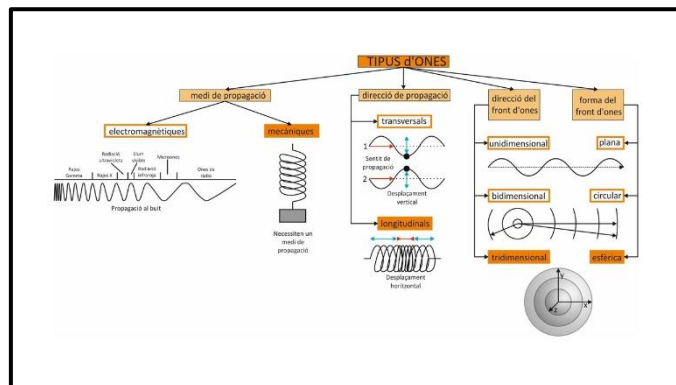 TIPUS d'ONES
medi de propagació
direcció de propagació
direcció del
front d'ones
forma del
front d'ones
electromagnètiques
mecàniques
transversals
unidimensional
plana
Rajos
Gamma
Rajos X
Radiació
ultravioleta
Llum
visible
Radiació
infraroja
Microones
Ones de
ràdio
Propagació al buit
Necessiten un
medi de
propagació
1
Sentit de
propagació
2
Desplaçament
vertical
longitudinals
Desplaçament
horitzontal
bidimensional
circular
tridimensional
esfèrica
y
x
z